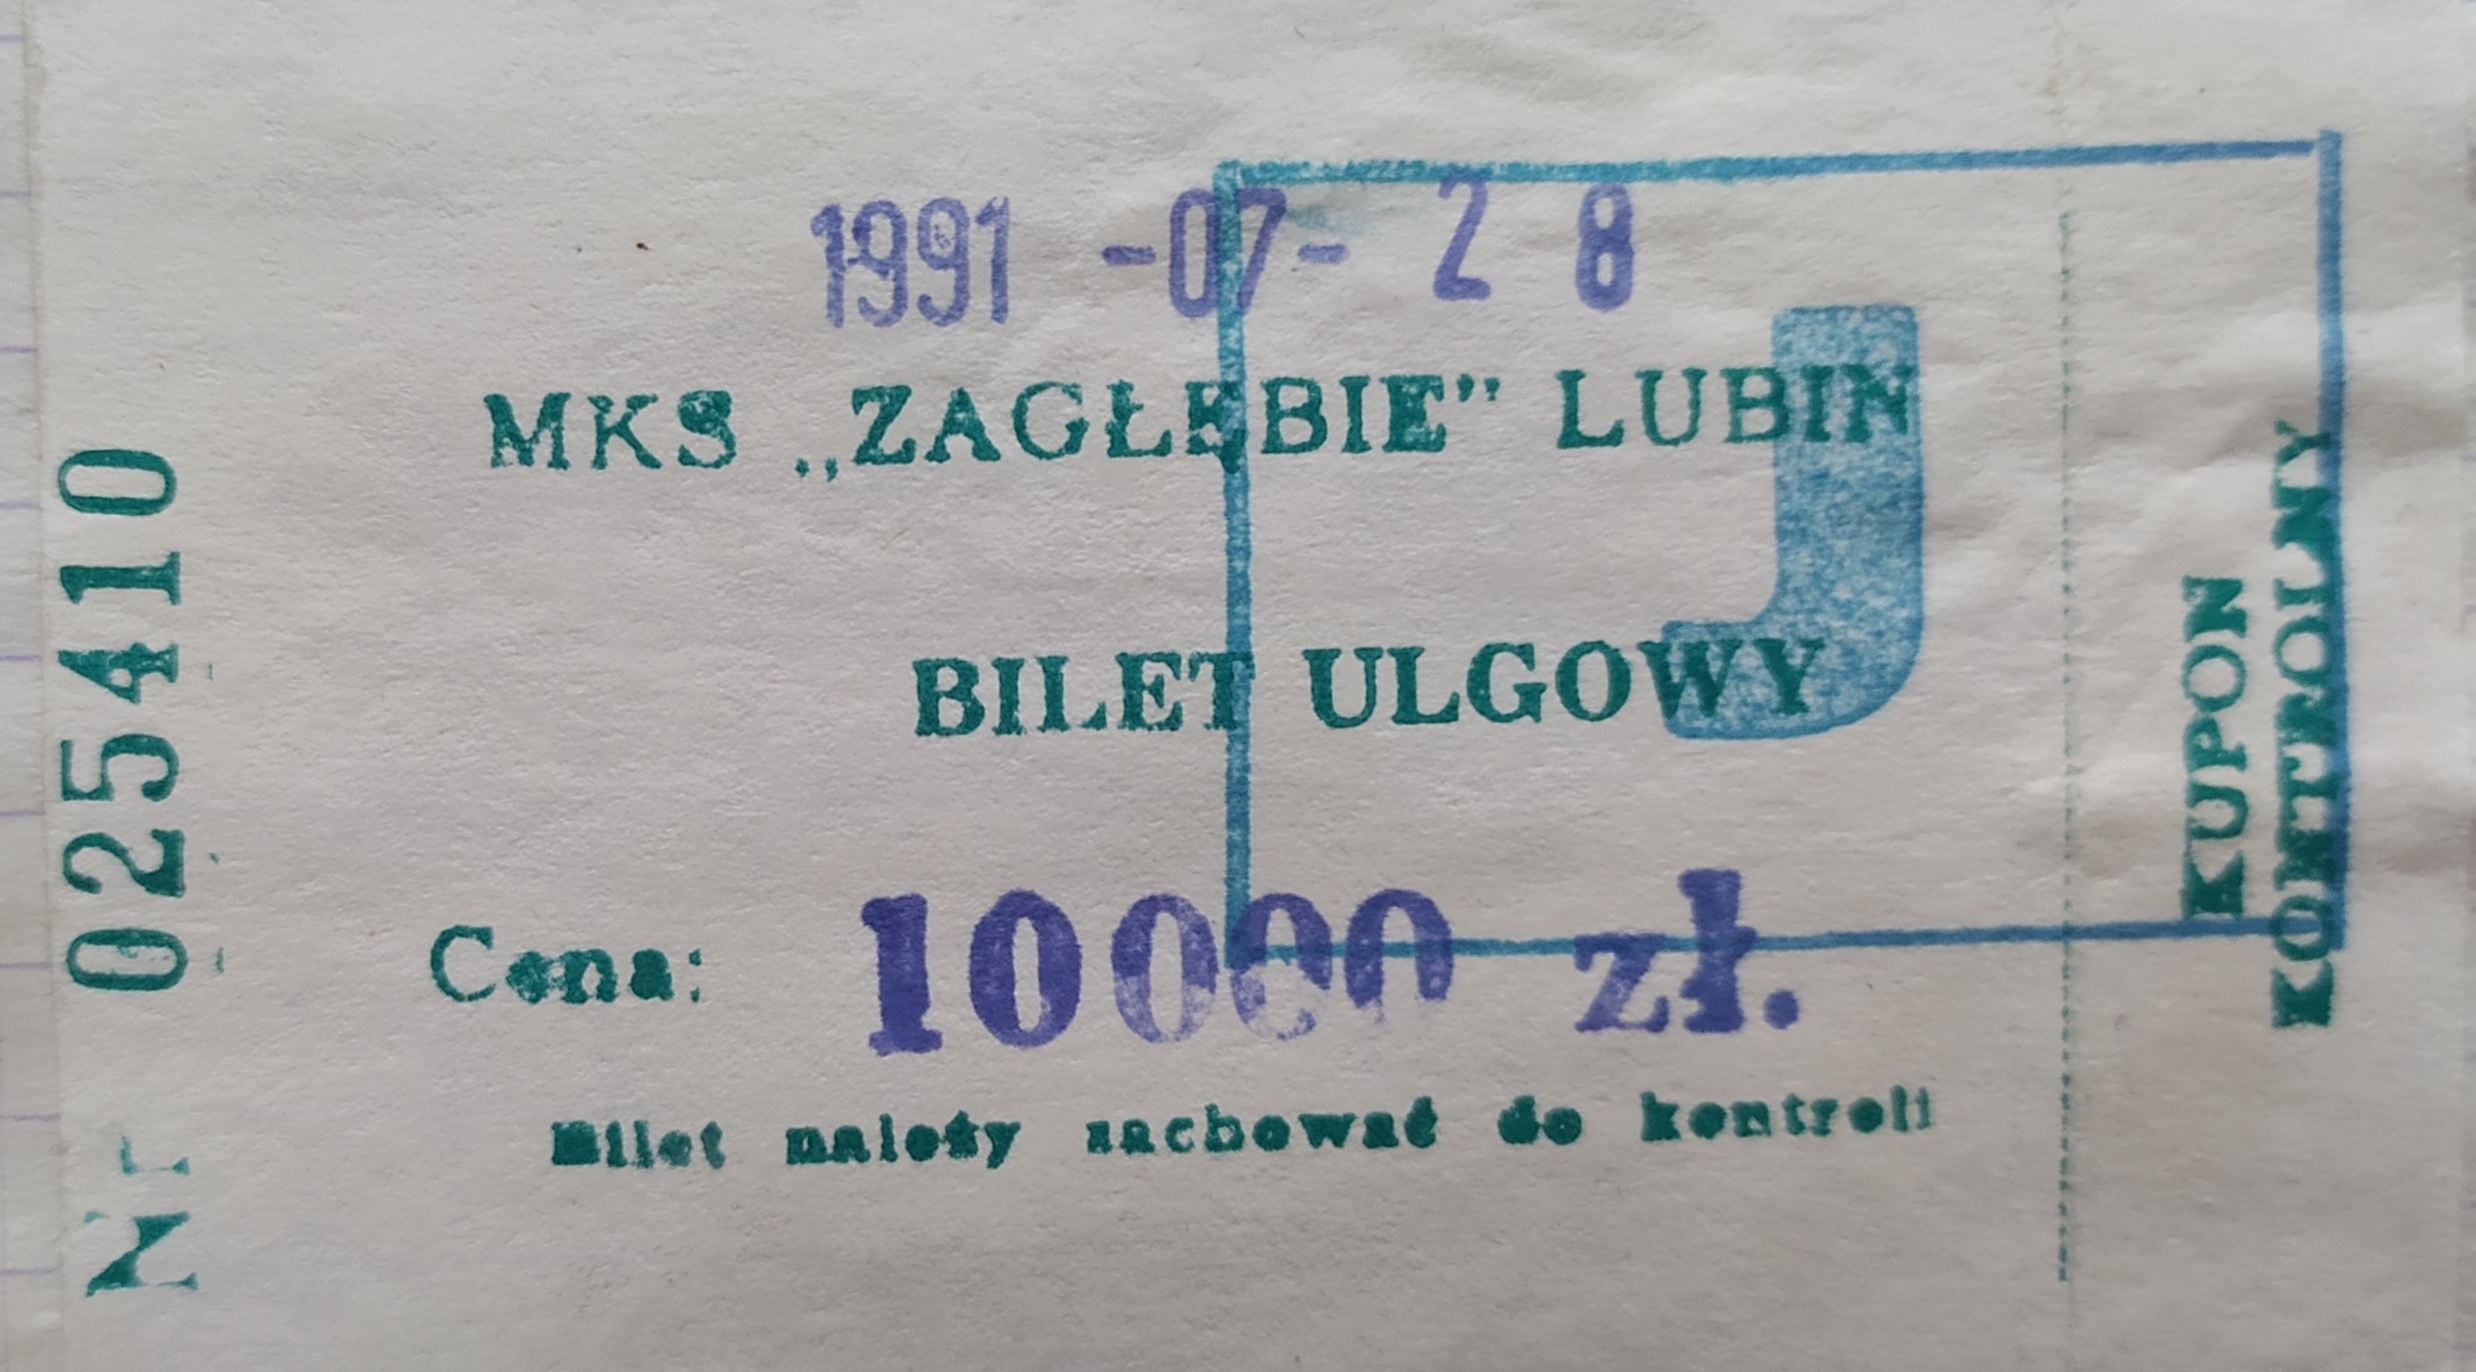 1991 -07- 28
MKS „ZAGŁĘBIE” LUBIN
J
BILET ULGOWY
Cena: 10000 zł.
Bilet należy zachować do kontroli
Nr 025410
KUPON
KONTROLNY